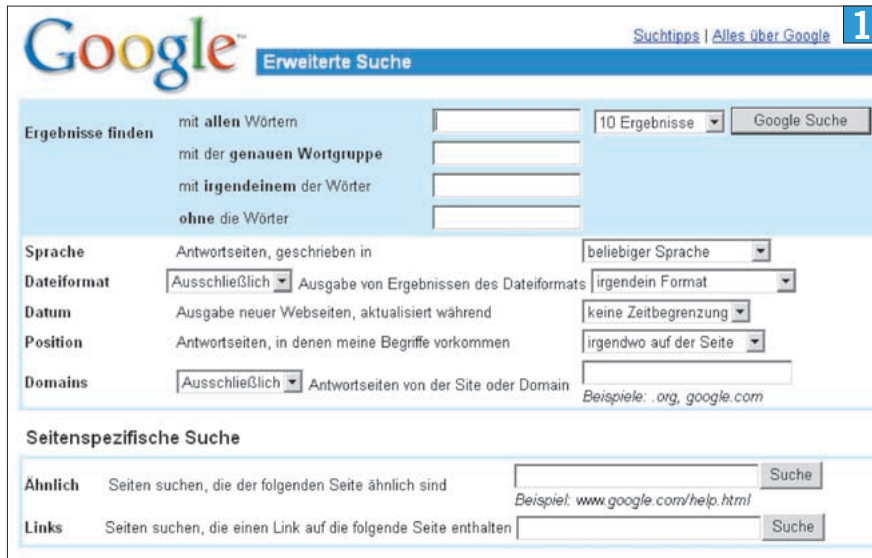 Google™
Suchtipps | Alles über Google
1
Erweiterte Suche
Ergebnisse finden mit allen Wörtern 10 Ergebnisse Google Suche
mit der genauen Wortgruppe
mit irgendeinem der Wörter
ohne die Wörter
Sprache Antwortseiten, geschrieben in beliebiger Sprache
Dateiformat Ausschließlich Ausgabe von Ergebnissen des Dateiformats irgendein Format
Datum Ausgabe neuer Webseiten, aktualisiert während keine Zeitbegrenzung
Position Antwortseiten, in denen meine Begriffe vorkommen irgendwo auf der Seite
Domains Ausschließlich Antwortseiten von der Site oder Domain
Beispiele: .org, google.com
Seitenspezifische Suche
Ähnlich Seiten suchen, die der folgenden Seite ähnlich sind Suche
Beispiel: www.google.com/help.html
Links Seiten suchen, die einen Link auf die folgende Seite enthalten Suche